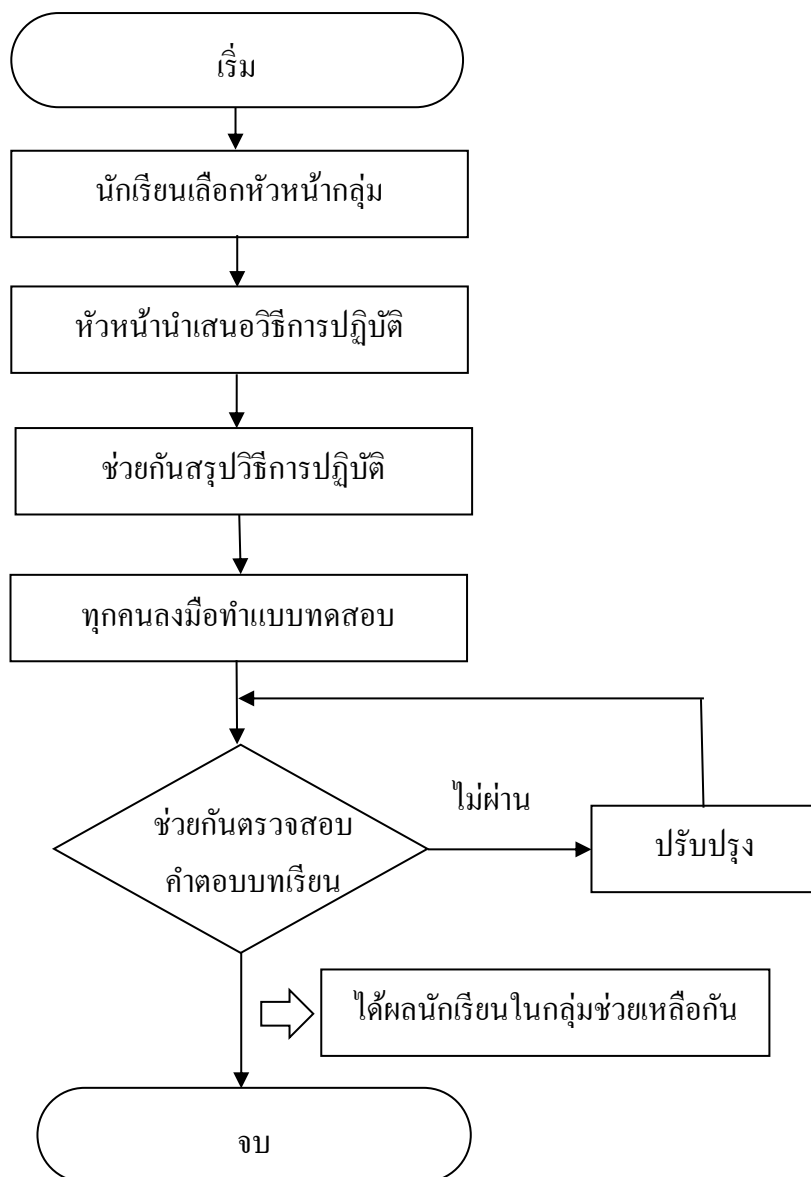 เริ่ม
นักเรียนเลือกหัวหน้ากลุ่ม
หัวหน้านำเสนอวิธีการปฏิบัติ
ช่วยกันสรุปวิธีการปฏิบัติ
ทุกคนลงมือทำแบบทดสอบ
ช่วยกันตรวจสอบ
คำตอบบทเรียน
ไม่ผ่าน
ปรับปรุง
ได้ผลนักเรียนในกลุ่มช่วยเหลือกัน
จบ